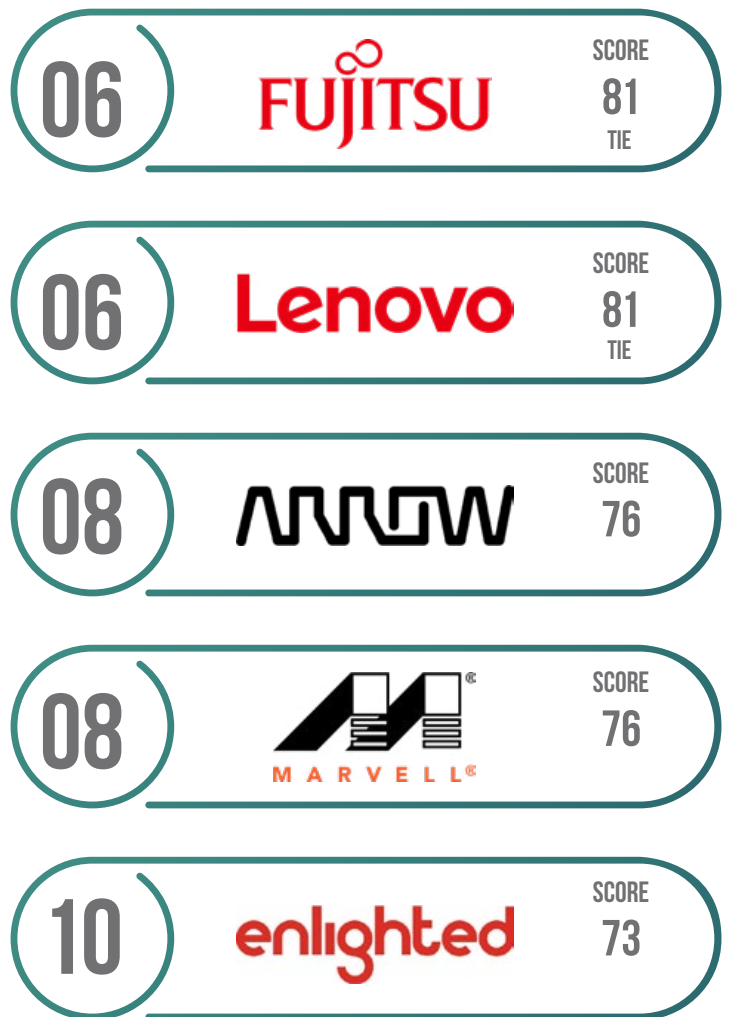 06
FUJITSU
SCORE
81
TIE
06
Lenovo
SCORE
81
TIE
08
ARROW
SCORE
76
08
®
MARVELL®
SCORE
76
10
enlighted
SCORE
73